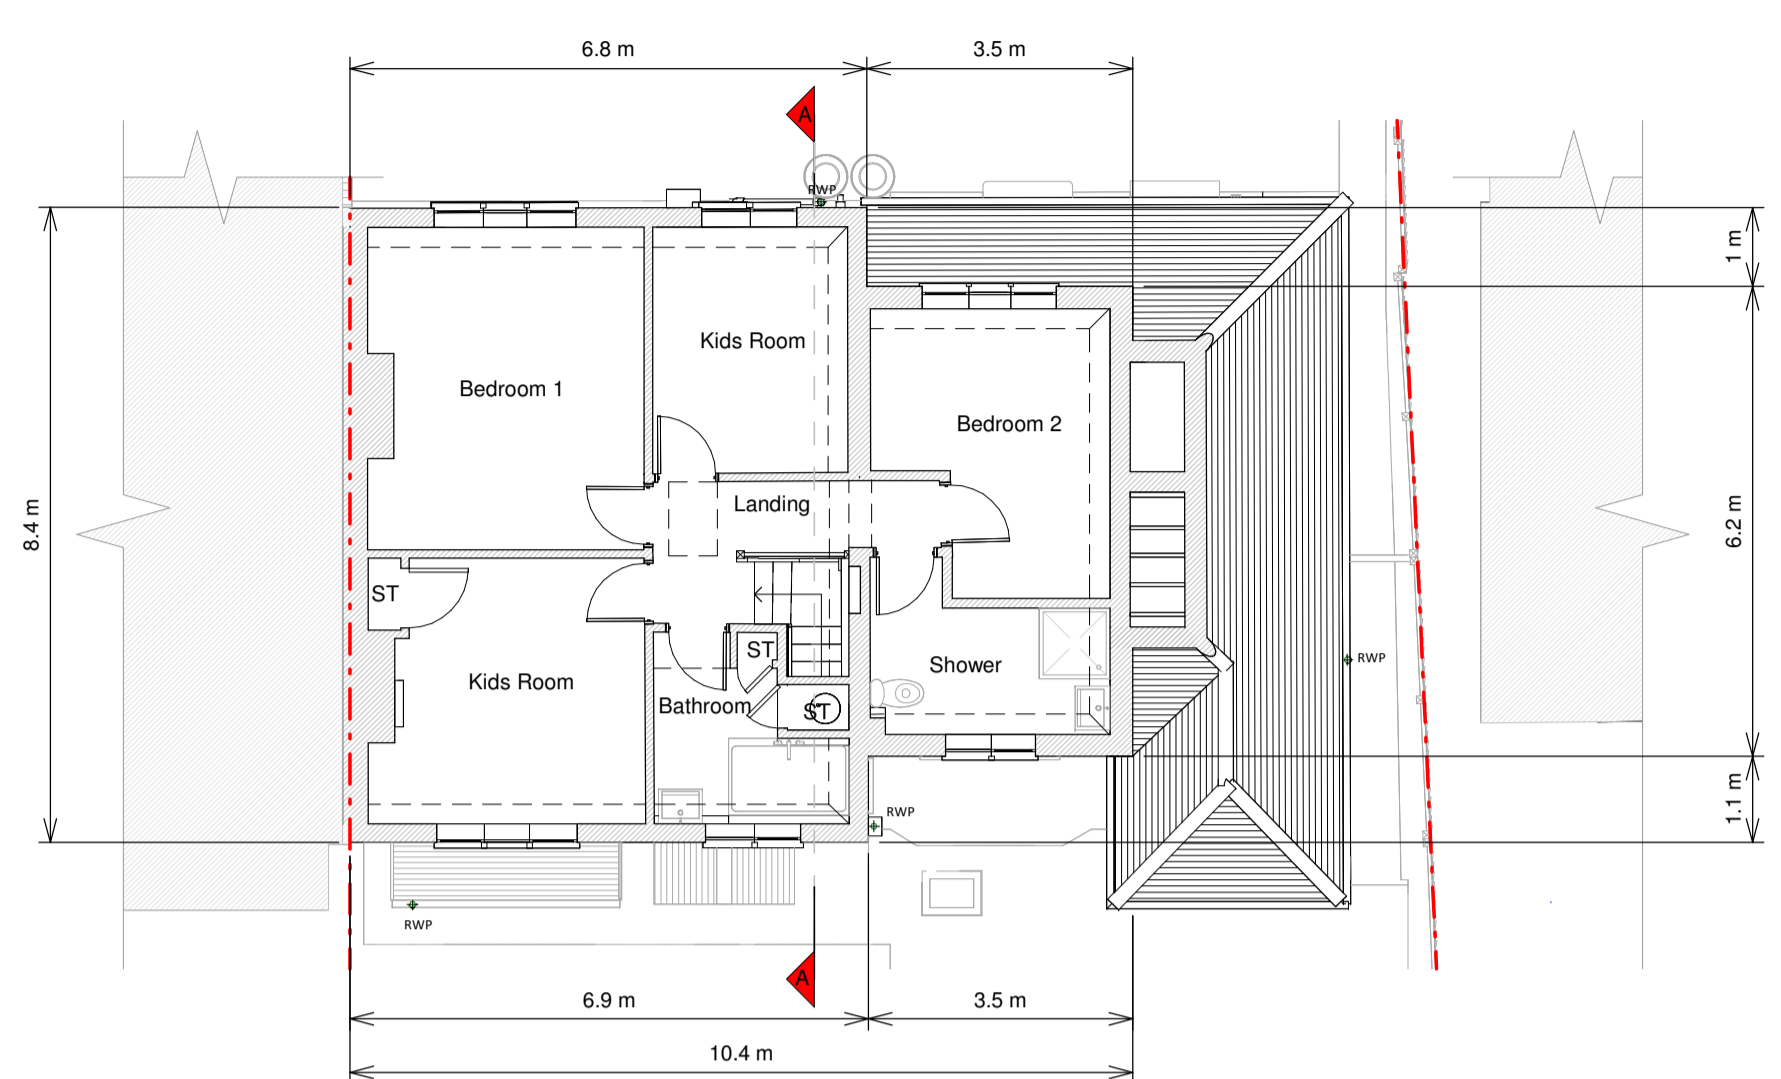 6.8 m
3.5 m
A
RWP
1 m
Kids Room
Bedroom 1
Bedroom 2
Landing
8.4 m
6.2 m
ST
ST
Shower
RWP
Kids Room
Bathroom
ST
1.1 m
RWP
RWP
A
6.9 m
3.5 m
10.4 m